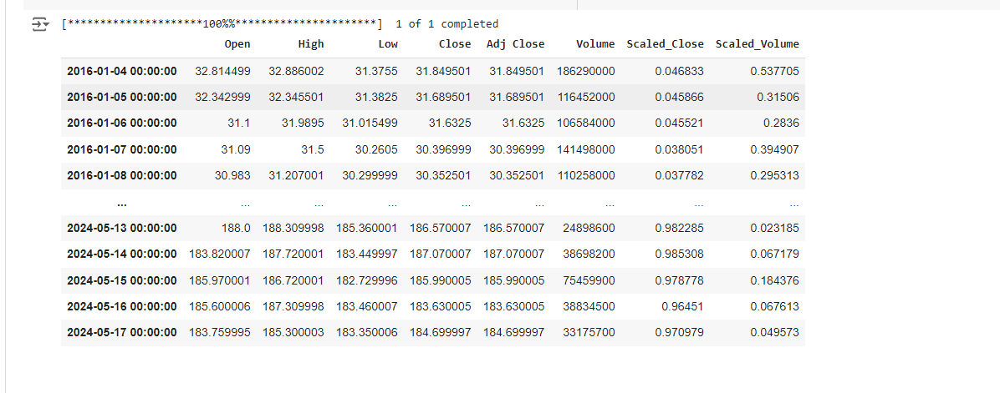 [*********************100%%**********************]  1 of 1 completed
Open High Low Close Adj Close Volume Scaled_Close Scaled_Volume
2016-01-04 00:00:00 32.814499 32.886002 31.3755 31.849501 31.849501 186290000 0.046833 0.537705
2016-01-05 00:00:00 32.342999 32.345501 31.3825 31.689501 31.689501 116452000 0.045866 0.31506
2016-01-06 00:00:00 31.1 31.9895 31.015499 31.6325 31.6325 106584000 0.045521 0.2836
2016-01-07 00:00:00 31.09 31.5 30.2605 30.396999 30.396999 141498000 0.038051 0.394907
2016-01-08 00:00:00 30.983 31.207001 30.299999 30.352501 30.352501 110258000 0.037782 0.295313
... ... ... ... ... ... ... ... ...
2024-05-13 00:00:00 188.0 188.309998 185.360001 186.570007 186.570007 24898600 0.982285 0.023185
2024-05-14 00:00:00 183.820007 187.720001 183.449997 187.070007 187.070007 38698200 0.985308 0.067179
2024-05-15 00:00:00 185.970001 186.720001 182.729996 185.990005 185.990005 75459900 0.978778 0.184376
2024-05-16 00:00:00 185.600006 187.309998 183.460007 183.630005 183.630005 38834500 0.96451 0.067613
2024-05-17 00:00:00 183.759995 185.300003 183.350006 184.699997 184.699997 33175700 0.970979 0.049573